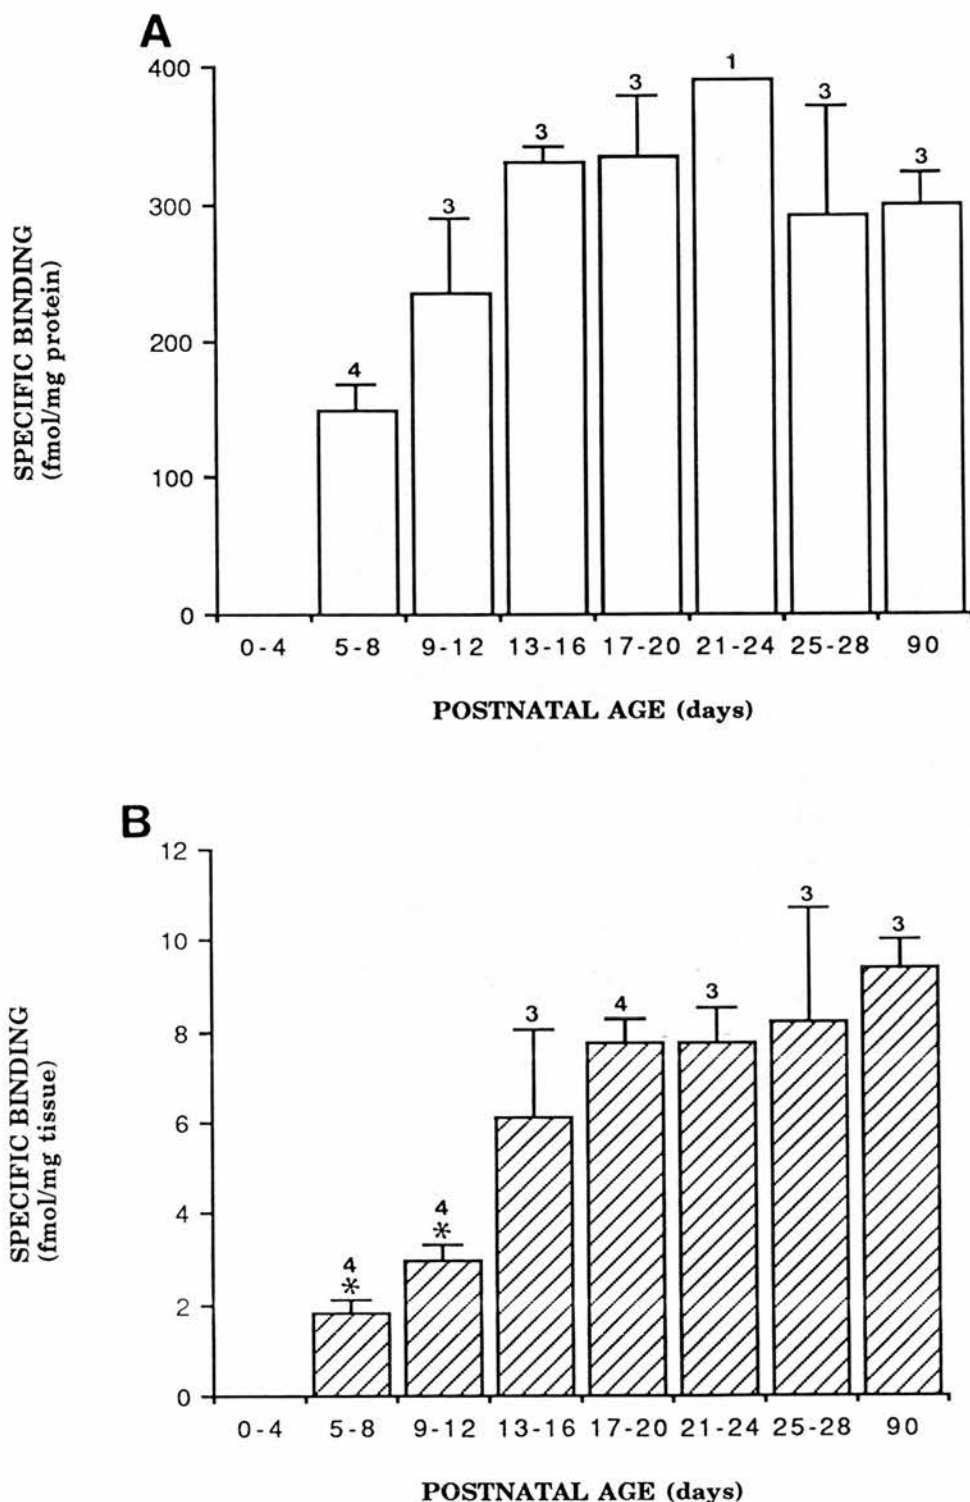 A
400
300
200
100
0
SPECIFIC BINDING
(fmol/mg protein)
4
3
3
3
1
3
3
0-4 5-8 9-12 13-16 17-20 21-24 25-28 90
POSTNATAL AGE (days)
B
12
10
8
6
4
2
0
SPECIFIC BINDING
(fmol/mg tissue)
4
*
4
*
3
4
3
3
3
0-4 5-8 9-12 13-16 17-20 21-24 25-28 90
POSTNATAL AGE (days)